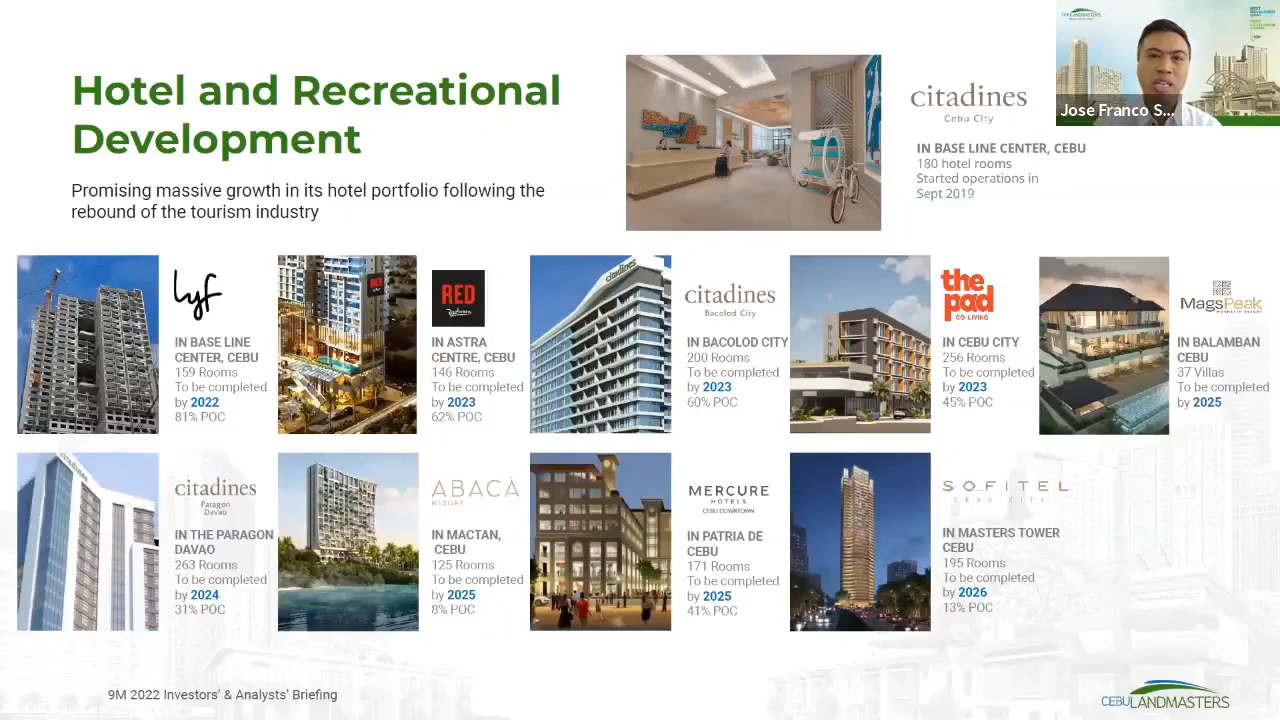 Hotel and Recreational
Development
Promising massive growth in its hotel portfolio following the
rebound of the tourism industry
citadines
Cebu City
IN BASE LINE CENTER, CEBU
180 hotel rooms
Started operations in
Sept 2019
CEBU LANDMASTERS
Jose Franco S...
lyf
IN BASE LINE
CENTER, CEBU
159 Rooms
To be completed
by 2022
81% POC
RED
RED
Radisson
IN ASTRA
CENTRE, CEBU
146 Rooms
To be completed
by 2023
62% POC
citadines
citadines
Bacolod City
IN BACOLOD CITY
200 Rooms
To be completed
by 2023
60% POC
the
pad
CO-LIVING
IN CEBU CITY
256 Rooms
To be completed
by 2023
45% POC
MagsPeak
IN BALAMBAN
CEBU
37 Villas
To be completed
by 2025
citadines
citadines
Paragon
Davao
IN THE PARAGON
DAVAO
263 Rooms
To be completed
by 2024
31% POC
ABACÀ
RESORT
IN MACTAN,
CEBU
125 Rooms
To be completed
by 2025
8% POC
MERCURE
HOTELS
CEBU DOWNTOWN
IN PATRIA DE
CEBU
171 Rooms
To be completed
by 2025
41% POC
SOFITEL
CEBU CITY
IN MASTERS TOWER
CEBU
195 Rooms
To be completed
by 2026
13% POC
9M 2022 Investors' & Analysts' Briefing
CEBULANDMASTERS